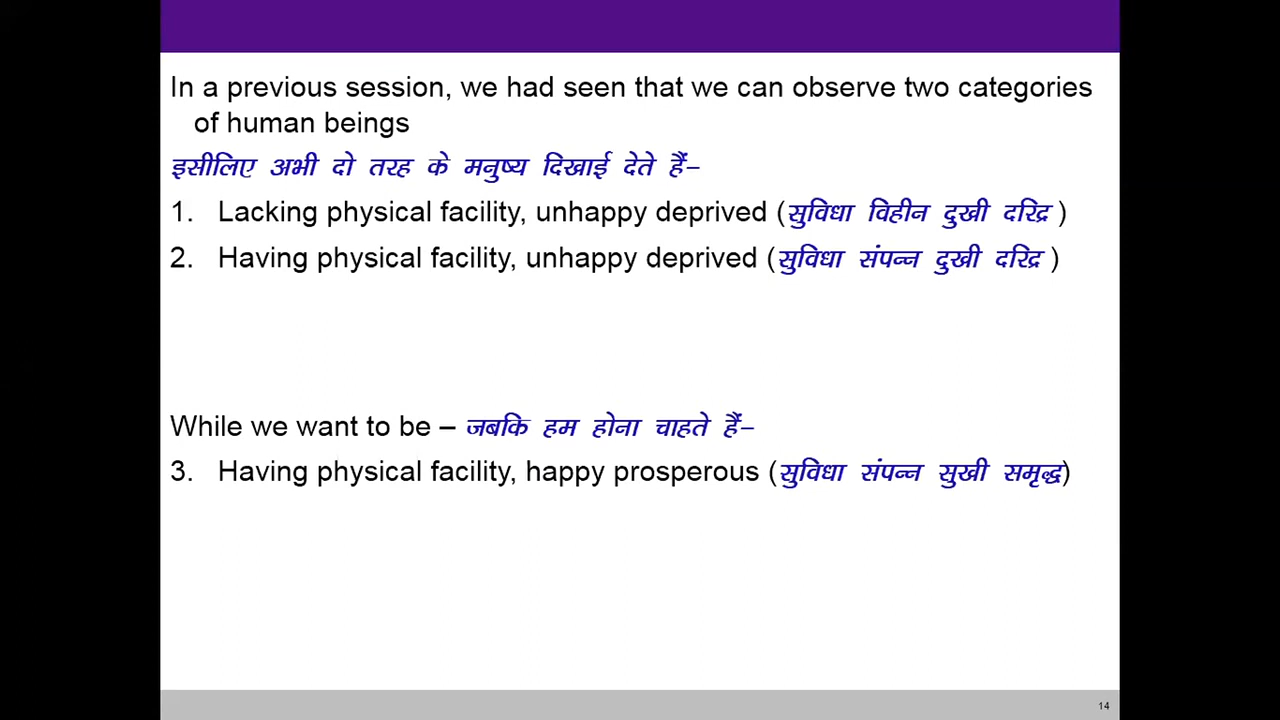 In a previous session, we had seen that we can observe two categories
of human beings
इसीलिए अभी दो तरह के मनुष्य दिखाई देते हैं–
1. Lacking physical facility, unhappy deprived (सुविधा विहीन दुखी दरिद्र )
2. Having physical facility, unhappy deprived (सुविधा संपन्न दुखी दरिद्र )
While we want to be – जबकि हम होना चाहते हैं–
3. Having physical facility, happy prosperous (सुविधा संपन्न सुखी समृद्ध)
14